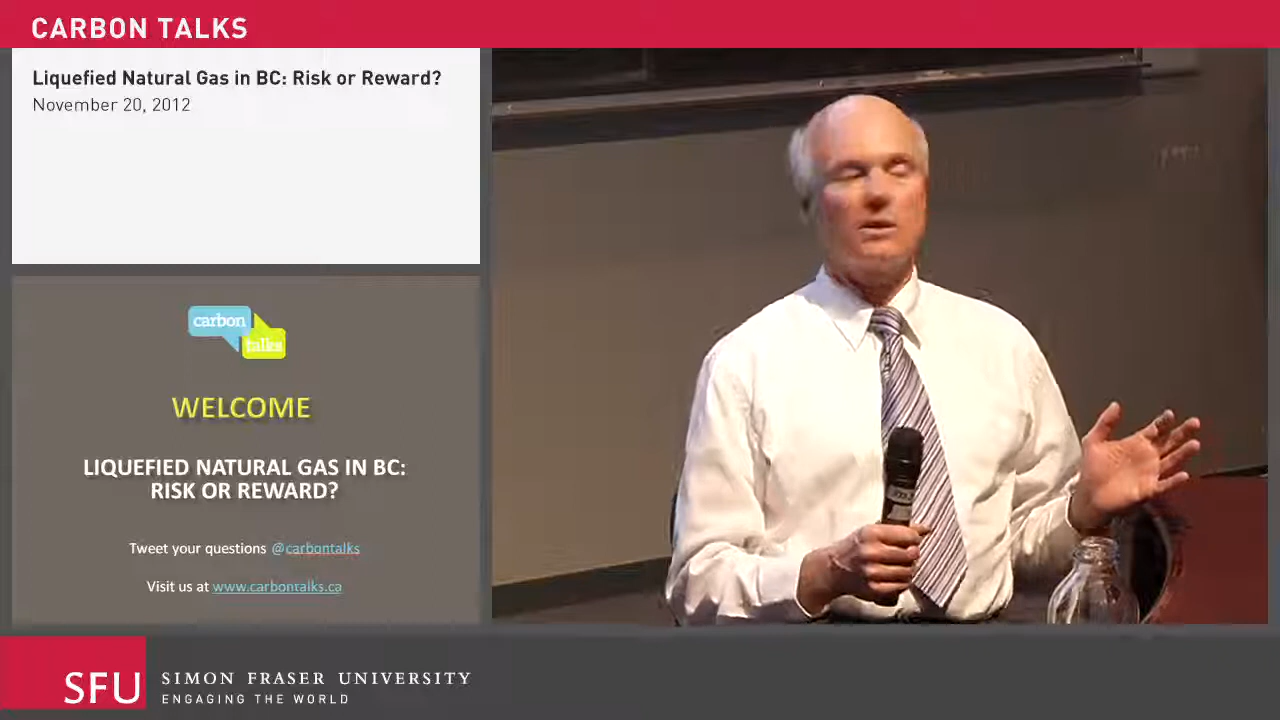 CARBON TALKS
Liquefied Natural Gas in BC: Risk or Reward?
November 20, 2012
carbon
talks
WELCOME
LIQUEFIED NATURAL GAS IN BC:
RISK OR REWARD?
Tweet your questions @carbontalks
Visit us at www.carbontalks.ca
SFU
SIMON FRASER UNIVERSITY
ENGAGING THE WORLD